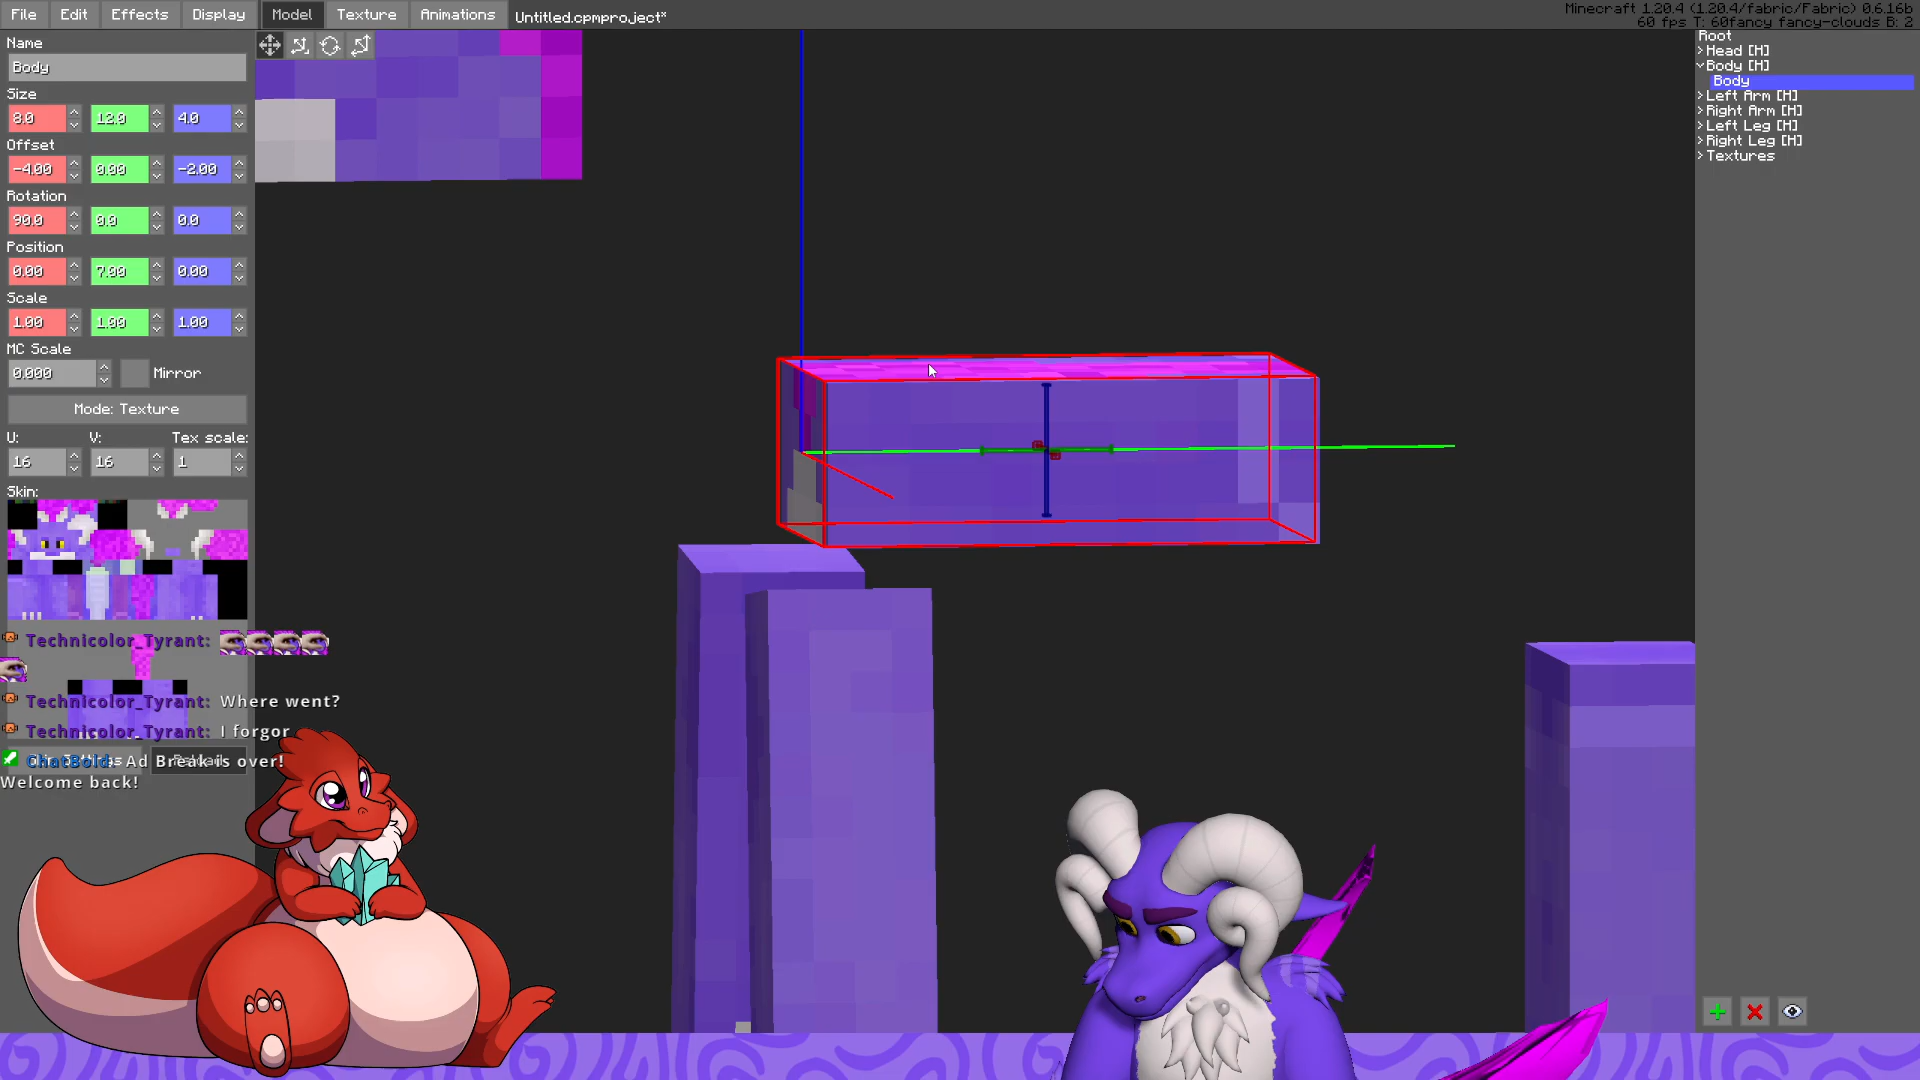 File Edit Effects Display Model Texture Animations Untitled.cpmproject*
Minecraft 1.20.4 (1.20.4/fabric/Fabric) 0.6.16b
60 fps T: 60fancy fancy-clouds B: 2
Name
Body
Size
8.0 12.0 4.0
Offset
-4.00 0.00 -2.00
Rotation
90.0 0.0 0.0
Position
0.00 7.00 0.00
Scale
1.00 1.00 1.00
MC Scale
0.000 Mirror
Mode: Texture
U: V: Tex scale:
16 16 1
Skin:
Technicolor_Tyrant:
Technicolor_Tyrant: Where went?
Technicolor_Tyrant: I forgor
ChatBold: Ad Break is over!
Welcome back!
Root
>Head [H]
Body [H]
Body
>Left Arm [H]
>Right Arm [H]
>Left Leg [H]
>Right Leg [H]
>Textures